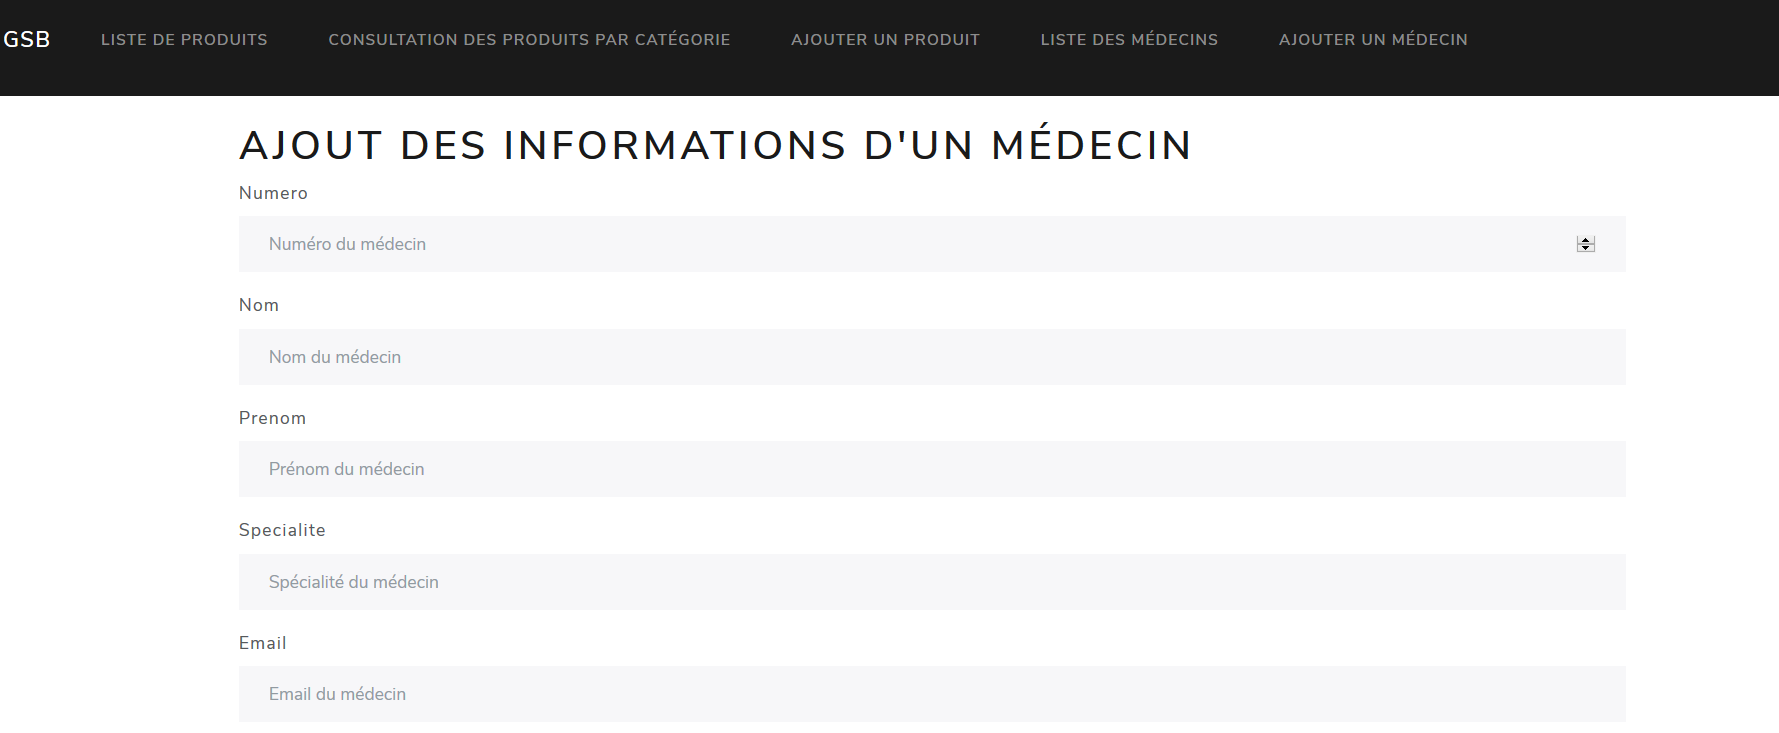 GSB LISTE DE PRODUITS CONSULTATION DES PRODUITS PAR CATÉGORIE AJOUTER UN PRODUIT LISTE DES MÉDECINS AJOUTER UN MÉDECIN
AJOUT DES INFORMATIONS D'UN MÉDECIN
Numero
Numéro du médecin
Nom
Nom du médecin
Prenom
Prénom du médecin
Specialite
Spécialité du médecin
Email
Email du médecin